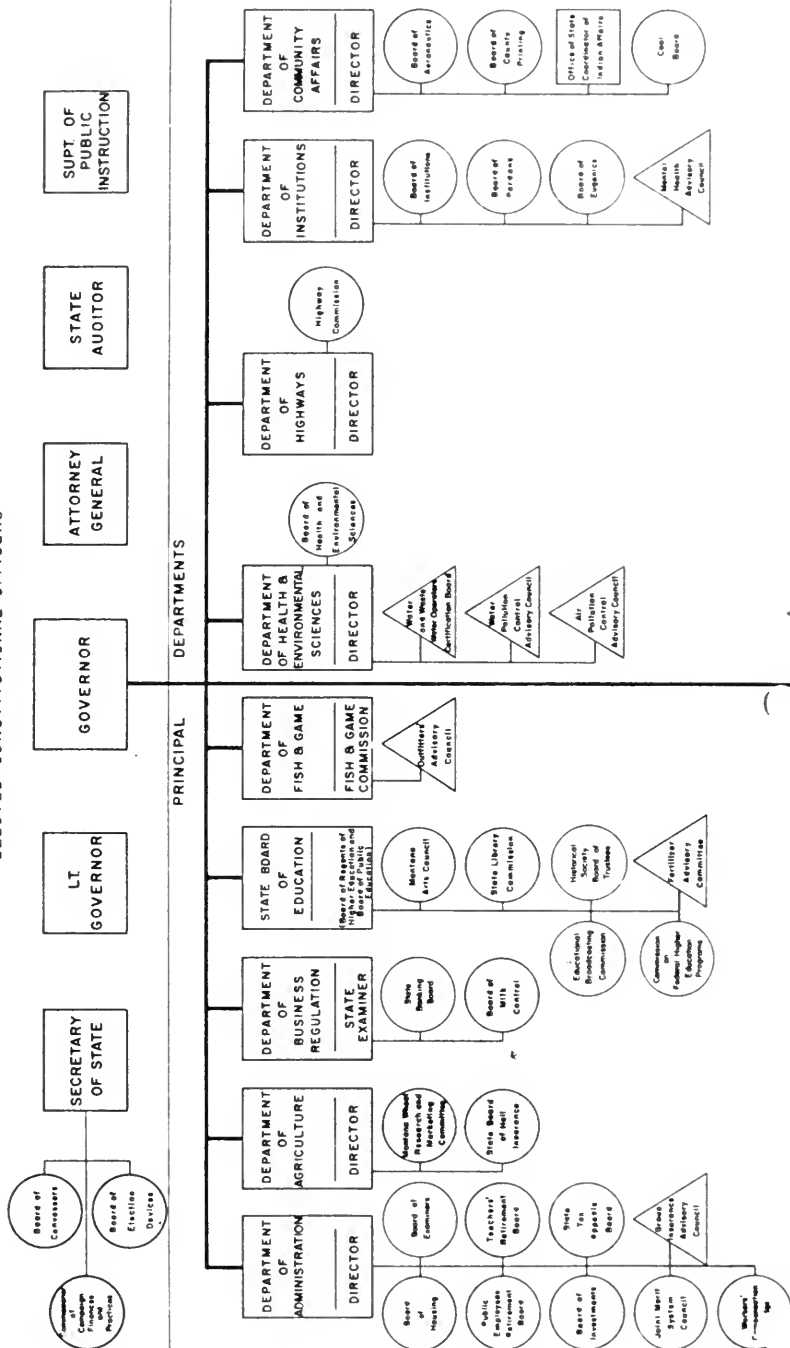 SECRETARY
OF STATE
LT.
GOVERNOR
GOVERNOR
ATTORNEY
GENERAL
STATE
AUDITOR
SUPT. OF
PUBLIC
INSTRUCTION
Campaign
Finances
and
Practices
Board of
Canvassers
Board of
Election
Devices
PRINCIPAL DEPARTMENTS
DEPARTMENT
OF
ADMINISTRATION
DIRECTOR
Board of
Housing
Board of
Examiners
Public
Employees
Retirement
Board
Teachers'
Retirement
Board
Board of
Investments
State
Tax
Appeals
Board
Joint Merit
System
Council
Group
Insurance
Advisory
Council
Workers'
DEPARTMENT
OF
AGRICULTURE
DIRECTOR
Montana Wheat
Research and
Marketing
Committee
State Board
of Hail
Insurance
DEPARTMENT
OF
BUSINESS
REGULATION
STATE
EXAMINER
State
Banking
Board
Board of
Milk
Control
STATE BOARD
OF
EDUCATION
(Board of Regents of
Higher Education and
Board of Public
Education)
Montana
Arts Council
State Library
Commission
Historical
Society
Board of
Trustees
Educational
Broadcasting
Commission
Fertilizer
Advisory
Committee
Commission
on
Federal Higher
Education
Programs
DEPARTMENT
OF
FISH & GAME
FISH & GAME
COMMISSION
Outfitters'
Advisory
Council
DEPARTMENT
OF HEALTH &
ENVIRONMENTAL
SCIENCES
DIRECTOR
Board of
Health and
Environmental
Sciences
Water
and Waste
Water Operators
Certification Board
Water
Pollution
Control
Advisory Council
Air
Pollution
Control
Advisory Council
DEPARTMENT
OF
HIGHWAYS
DIRECTOR
Highway
Commission
DEPARTMENT
OF
INSTITUTIONS
DIRECTOR
Board of
Institutions
Board of
Pardons
Board of
Eugenics
Mental
Health
Advisory
Council
DEPARTMENT
OF
COMMUNITY
AFFAIRS
DIRECTOR
Board of
Aeronautics
Board of
County
Printing
Office of State
Coordinator of
Indian Affairs
Coal
Board